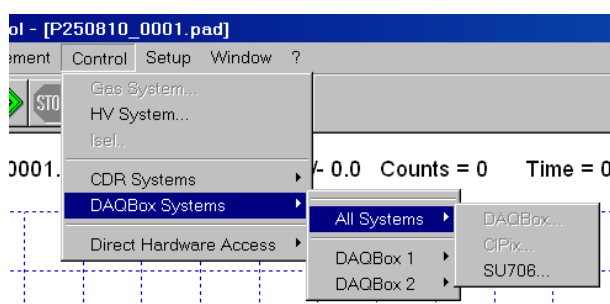 ol - [P250810_0001.pad]
ement Control Setup Window ?
Gas System...
STO
HV System...
Isel..
0001.
/- 0.0 Counts = 0 Time = 0
CDR Systems
DAQBox Systems
All Systems
DAQBox...
Direct Hardware Access
CIPix...
DAQBox 1
SU706...
DAQBox 2